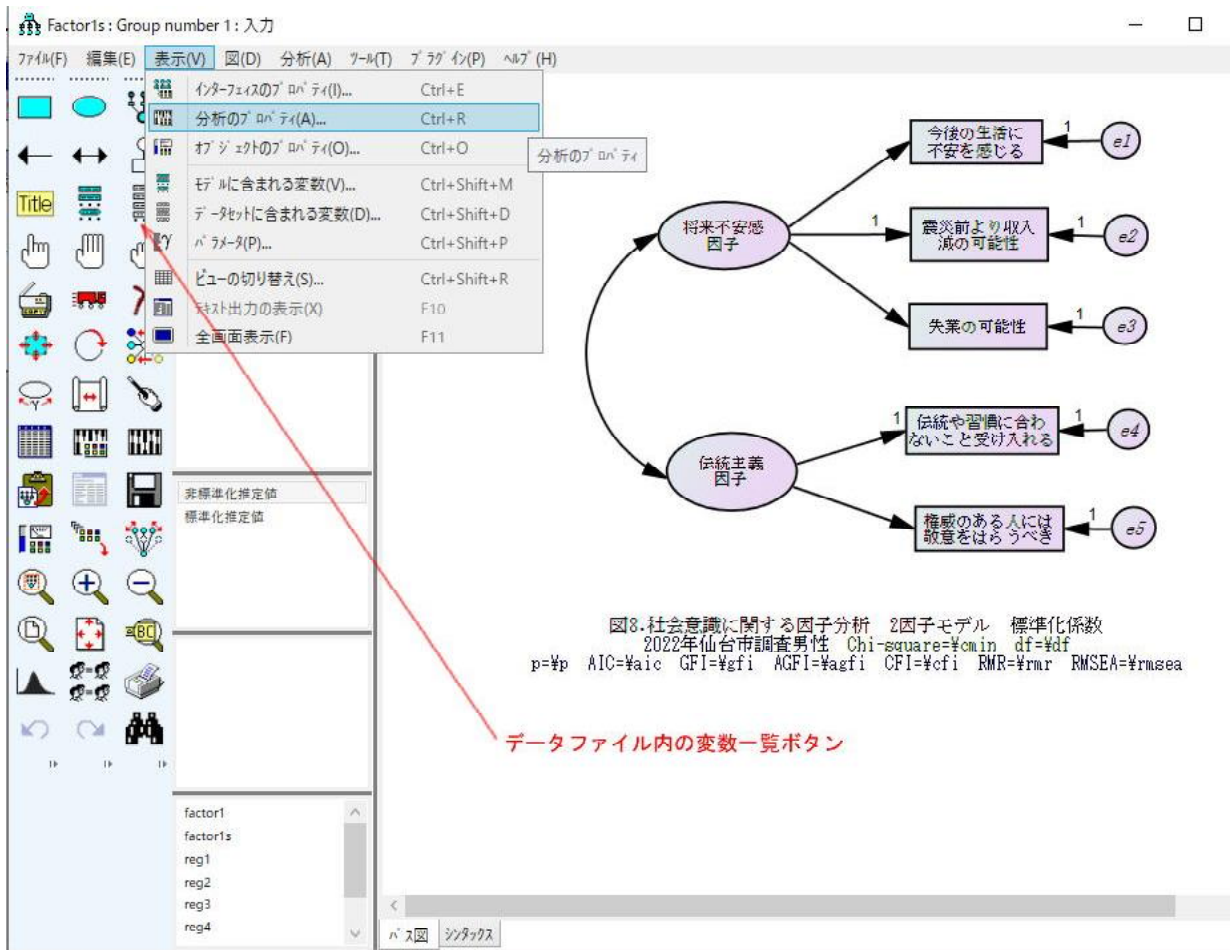 Factor1s : Group number 1 : 入力
ファイル(F) 編集(E) 表示(V) 図(D) 分析(A) ツール(T) プラグイン(P) ヘルプ(H)
インターフェイスのプロパティ(I)... Ctrl+E
分析のプロパティ(A)... Ctrl+R
オブジェクトのプロパティ(O)... Ctrl+O
分析のプロパティ
モデルに含まれる変数(V)... Ctrl+Shift+M
データセットに含まれる変数(D)... Ctrl+Shift+D
パラメータ(P)... Ctrl+Shift+P
ビューの切り替え(S)... Ctrl+Shift+R
テキスト出力の表示(X) F10
全画面表示(F) F11
Title
非標準化推定値
標準化推定値
factor1
factor1s
reg1
reg2
reg3
reg4
今後の生活に
不安を感じる
1
e1
将来不安感
因子
1
震災前より収入
減の可能性
1
e2
失業の可能性
1
e3
1
伝統や習慣に合わ
ないこと受け入れる
1
e4
伝統主義
因子
権威のある人には
敬意をはらうべき
1
e5
図8.社会意識に関する因子分析 2因子モデル 標準化係数
2022年仙台市調査男性 Chi-square=¥cmin df=¥df
p=¥p AIC=¥aic GFI=¥gfi AGFI=¥agfi CFI=¥cfi RMR=¥rmr RMSEA=¥rmsea
データファイル内の変数一覧ボタン
パス図 シンタックス